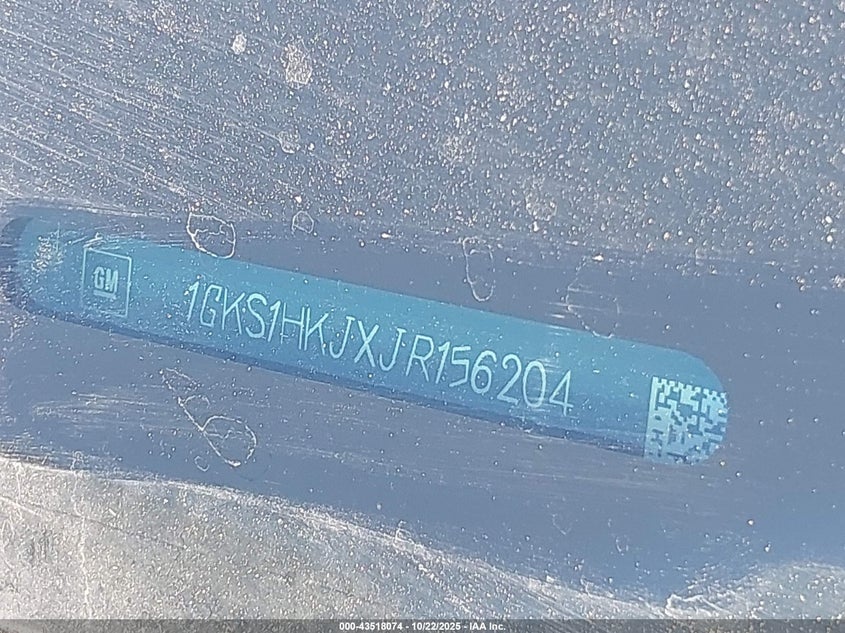 GM
1GKS1HKJXJR156204
000-43518074 - 10/22/2025 - IAA Inc.